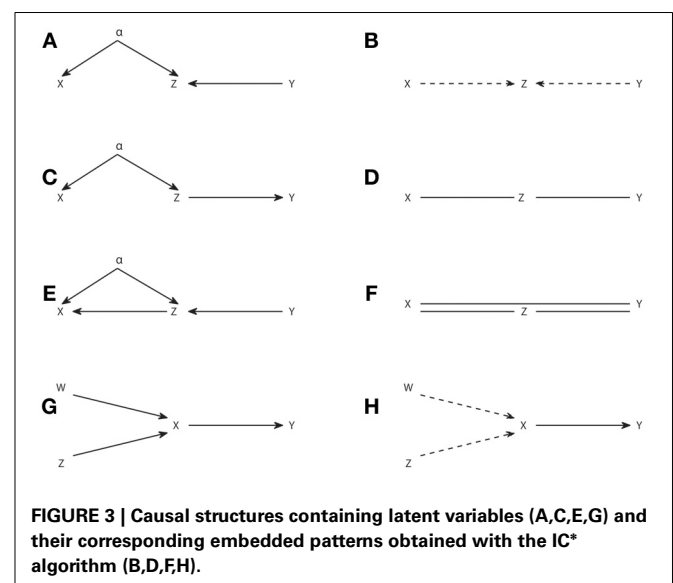 α
A
X Z Y
B
X Z Y
α
C
X Z Y
D
X Z Y
α
E
X Z Y
F
X Y
Z
W
G
X Y
Z
W
H
X Y
Z
FIGURE 3 | Causal structures containing latent variables (A,C,E,G) and
their corresponding embedded patterns obtained with the IC*
algorithm (B,D,F,H).